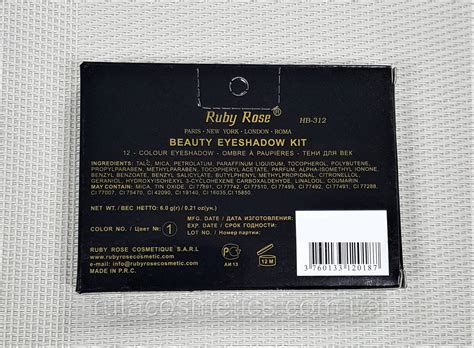 Ruby Rose®
HB-312
PARIS · NEW YORK · LONDON · ROMA
BEAUTY EYESHADOW KIT
12 - COLOUR EYESHADOW - OMBRE À PAUPIÈRES - ТЕНИ ДЛЯ ВЕК
INGREDIENTS: TALC, MICA, PETROLATUM, PARAFFINUM LIQUIDUM, TOCOPHEROL, POLYBUTENE,
PROPYLPARABEN, METHYLPARABEN, TOCOPHERYL ACETATE, PARFUM, ALPHA-ISOMETHYL IONONE,
BENZYL BENZOATE, BENZYL SALICYLATE, BUTYLPHENYL METHYLPROPIONAL, CITRONELLOL,
GERANIOL, HYDROXYISOHEXYL 3-CYCLOHEXENE CARBOXALDEHYDE, LINALOOL, LIMONENE.
MAY CONTAIN: MICA, TIN OXIDE, CI 77891, CI 77742, CI 77510, CI 77499, CI 77492, CI 77491, CI 77288,
CI 77007, CI 15470, CI 42090, CI 19140, CI 16035, CI 15850.
NET WT. / ВЕС НЕТТО: 6.0 g(г) / 0.21 oz(ун.)
COLOR NO. / Цвет №: 1
MFG. DATE / ДАТА ИЗГОТОВЛЕНИЯ:
EXP. DATE / СРОК ГОДНОСТИ:
LOT NO. / Номер партии:
RUBY ROSE COSMETIQUE S.A.R.L
www.rubyrosecosmetic.com
e-mail: info@rubyrosecosmetic.com
MADE IN P.R.C.
АИ 13
12 M
3 760133 120187